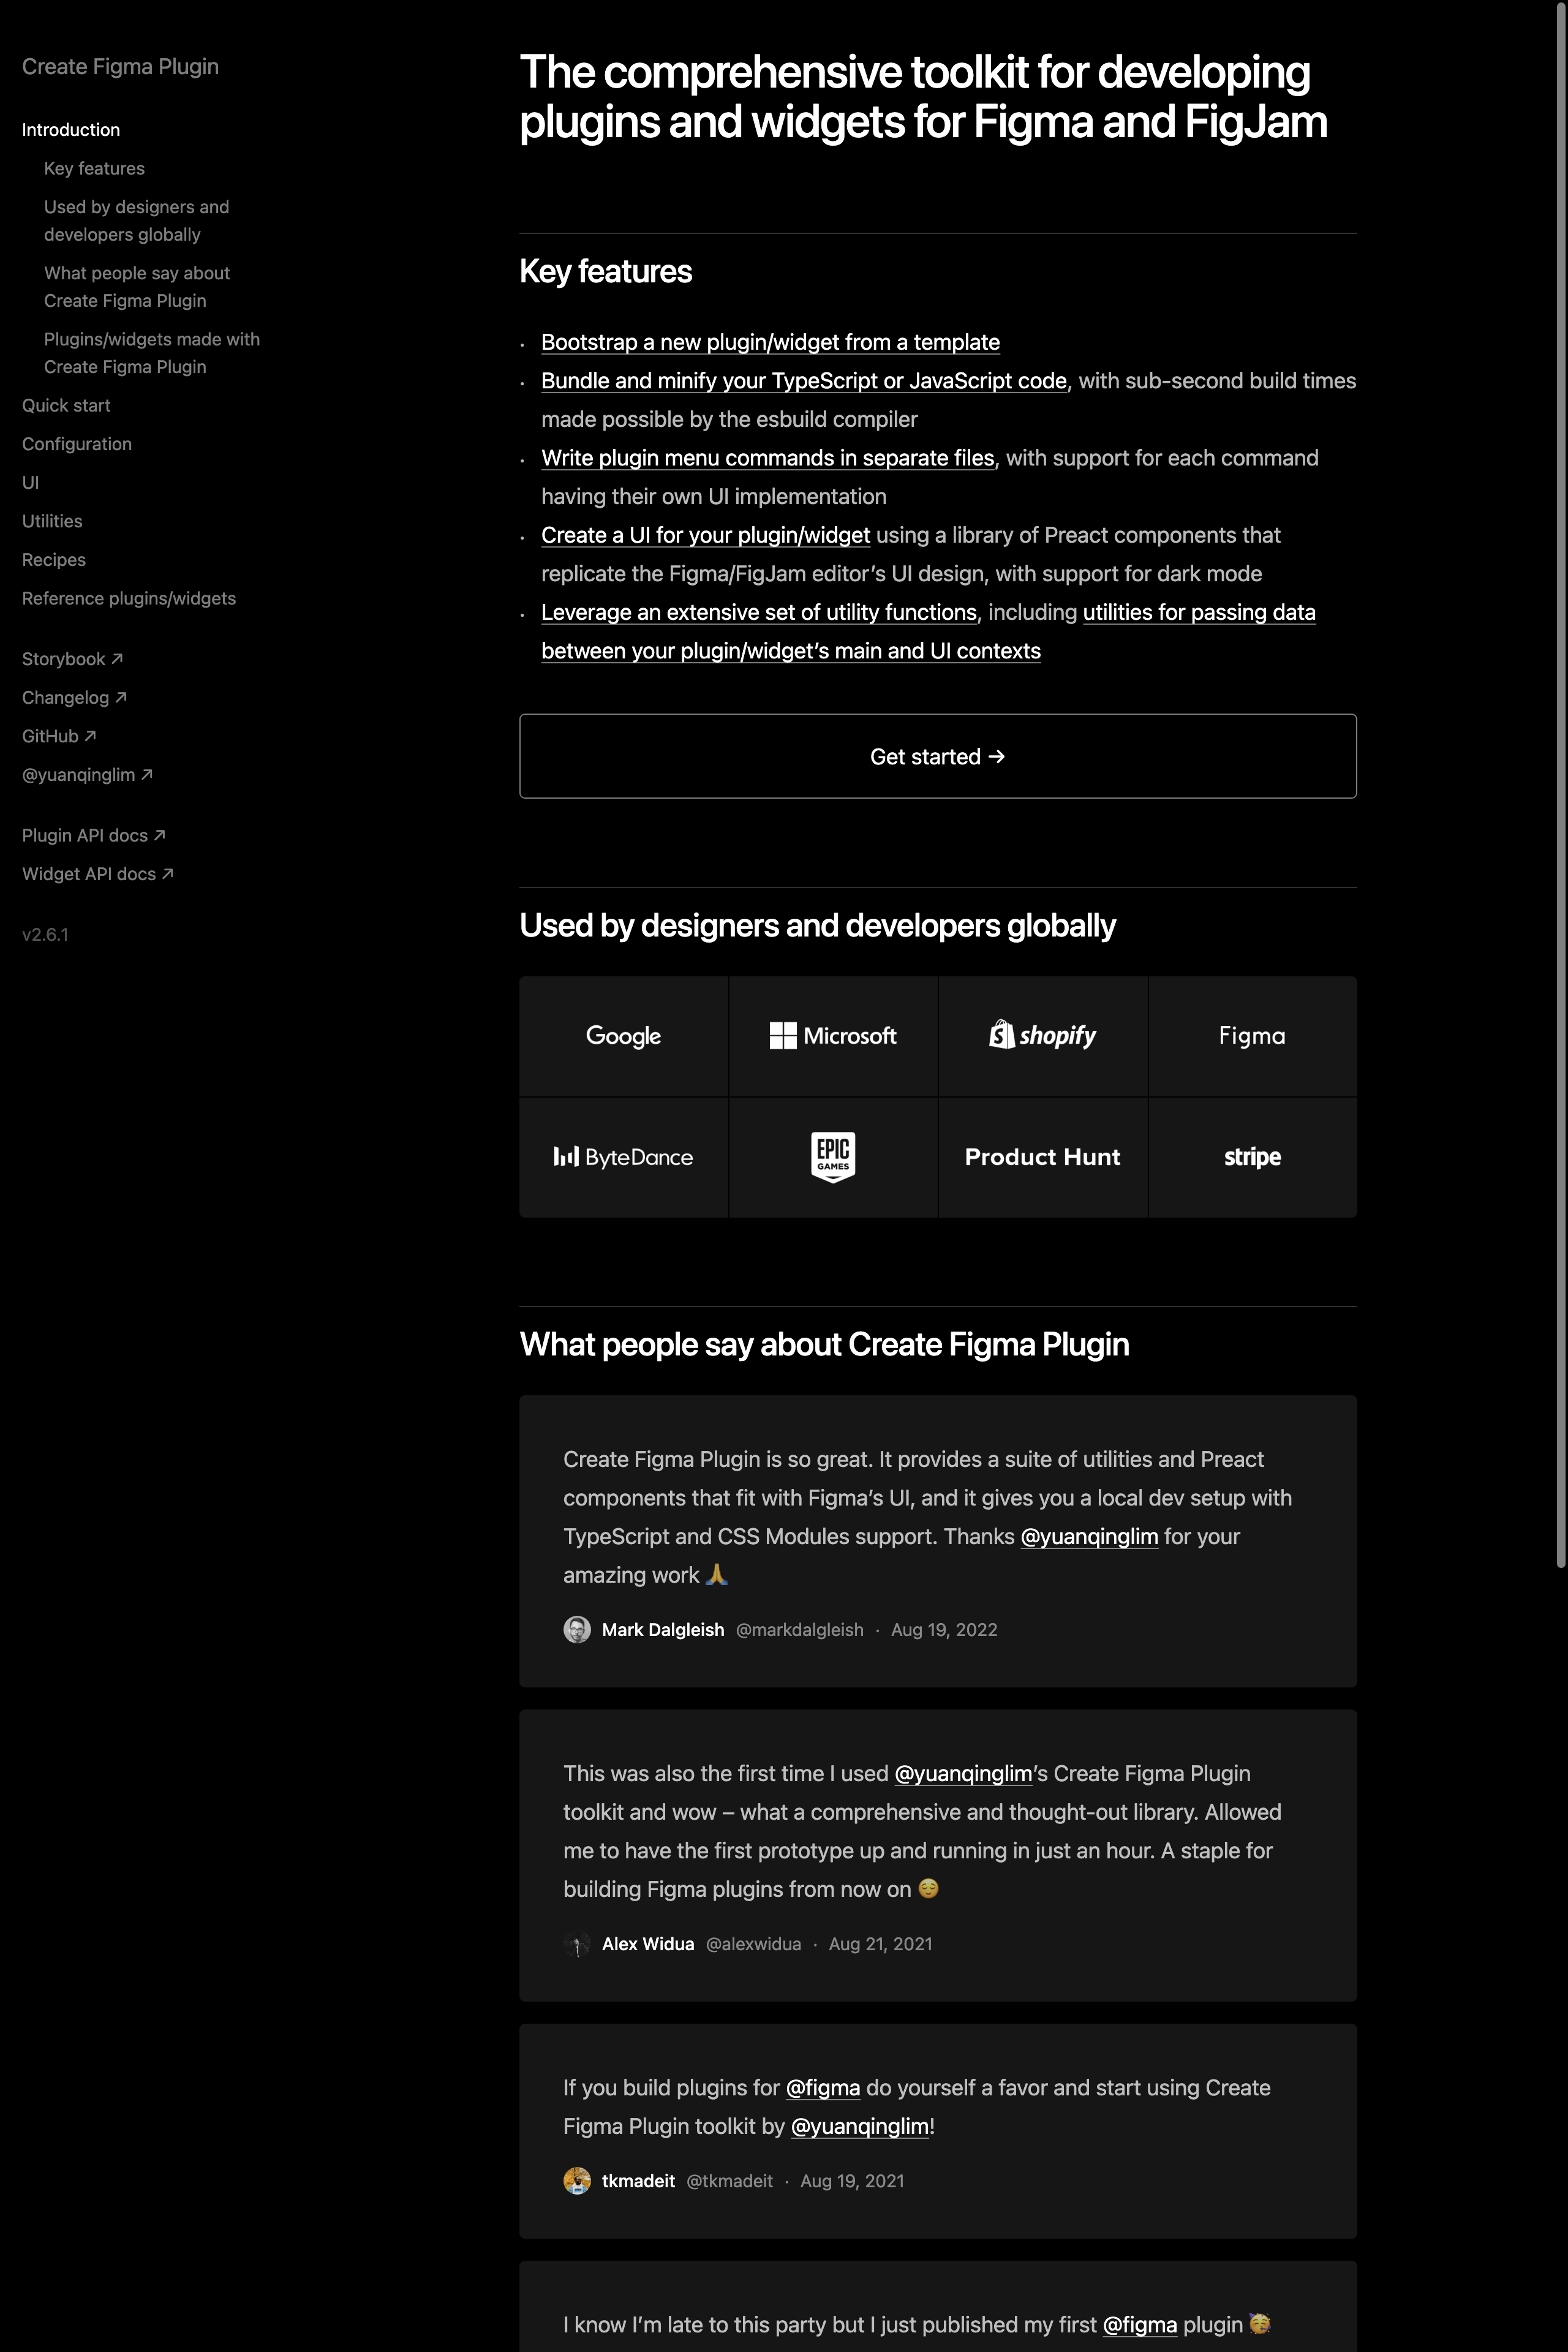 Create Figma Plugin
Introduction
Key features
Used by designers and
developers globally
What people say about
Create Figma Plugin
Plugins/widgets made with
Create Figma Plugin
Quick start
Configuration
UI
Utilities
Recipes
Reference plugins/widgets
Storybook ↗
Changelog ↗
GitHub ↗
@yuanqinglim ↗
Plugin API docs ↗
Widget API docs ↗
v2.6.1
The comprehensive toolkit for developing
plugins and widgets for Figma and FigJam
Key features
· Bootstrap a new plugin/widget from a template
· Bundle and minify your TypeScript or JavaScript code, with sub-second build times
made possible by the esbuild compiler
· Write plugin menu commands in separate files, with support for each command
having their own UI implementation
· Create a UI for your plugin/widget using a library of Preact components that
replicate the Figma/FigJam editor’s UI design, with support for dark mode
· Leverage an extensive set of utility functions, including utilities for passing data
between your plugin/widget’s main and UI contexts
Get started →
Used by designers and developers globally
Google
Microsoft
shopify
Figma
ByteDance
EPIC
GAMES
Product Hunt
stripe
What people say about Create Figma Plugin
Create Figma Plugin is so great. It provides a suite of utilities and Preact
components that fit with Figma’s UI, and it gives you a local dev setup with
TypeScript and CSS Modules support. Thanks @yuanqinglim for your
amazing work 🙏
Mark Dalgleish @markdalgleish · Aug 19, 2022
This was also the first time I used @yuanqinglim’s Create Figma Plugin
toolkit and wow – what a comprehensive and thought-out library. Allowed
me to have the first prototype up and running in just an hour. A staple for
building Figma plugins from now on 😌
Alex Widua @alexwidua · Aug 21, 2021
If you build plugins for @figma do yourself a favor and start using Create
Figma Plugin toolkit by @yuanqinglim!
tkmadeit @tkmadeit · Aug 19, 2021
I know I’m late to this party but I just published my first @figma plugin 🥳